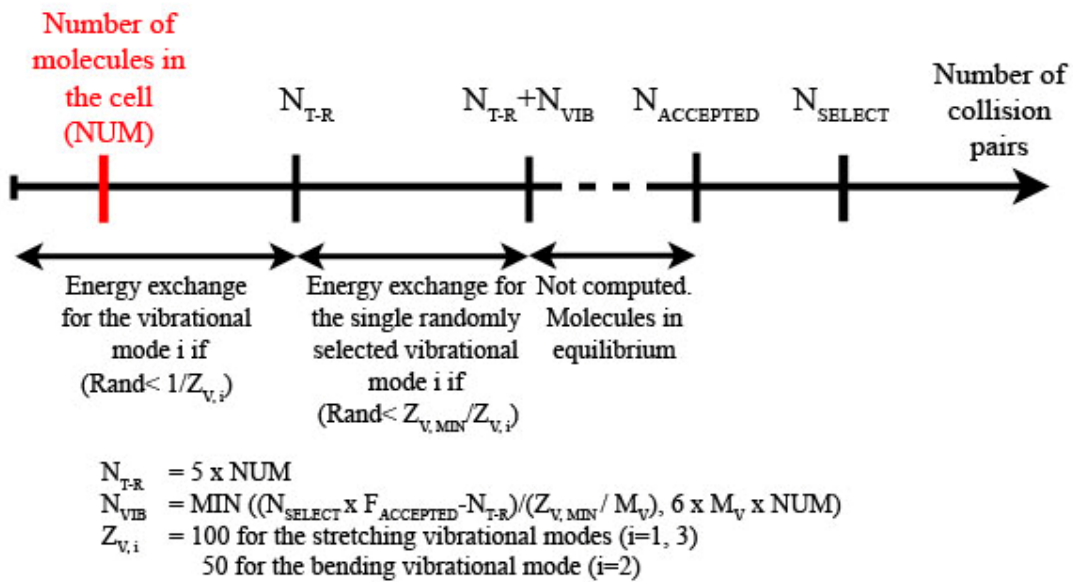 Number of
molecules in
the cell
(NUM)
N_T-R
N_T-R+N_VIB
N_ACCEPTED
N_SELECT
Number of
collision
pairs
Energy exchange
for the vibrational
mode i if
(Rand< 1/Z_V, i)
Energy exchange for
the single randomly
selected vibrational
mode i if
(Rand< Z_V, MIN/Z_V, i)
Not computed.
Molecules in
equilibrium
N_T-R = 5 x NUM
N_VIB = MIN ((N_SELECT x F_ACCEPTED-N_T-R)/(Z_V, MIN/ M_V), 6 x M_V x NUM)
Z_V, i = 100 for the stretching vibrational modes (i=1, 3)
50 for the bending vibrational mode (i=2)